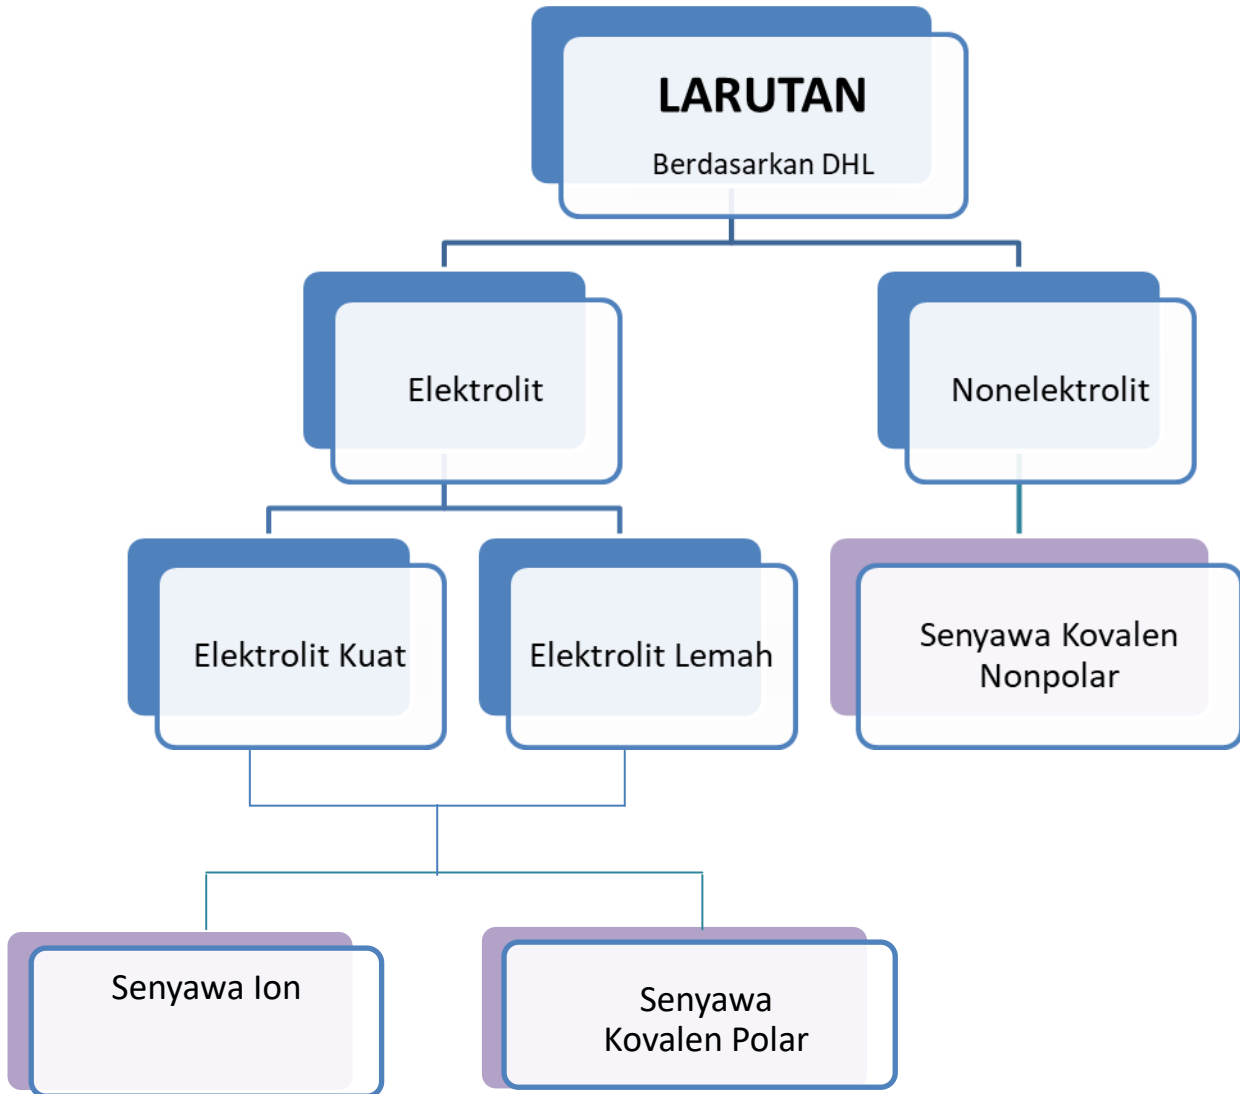 LARUTAN
Berdasarkan DHL
Elektrolit
Nonelektrolit
Elektrolit Kuat
Elektrolit Lemah
Senyawa Kovalen
Nonpolar
Senyawa Ion
Senyawa
Kovalen Polar